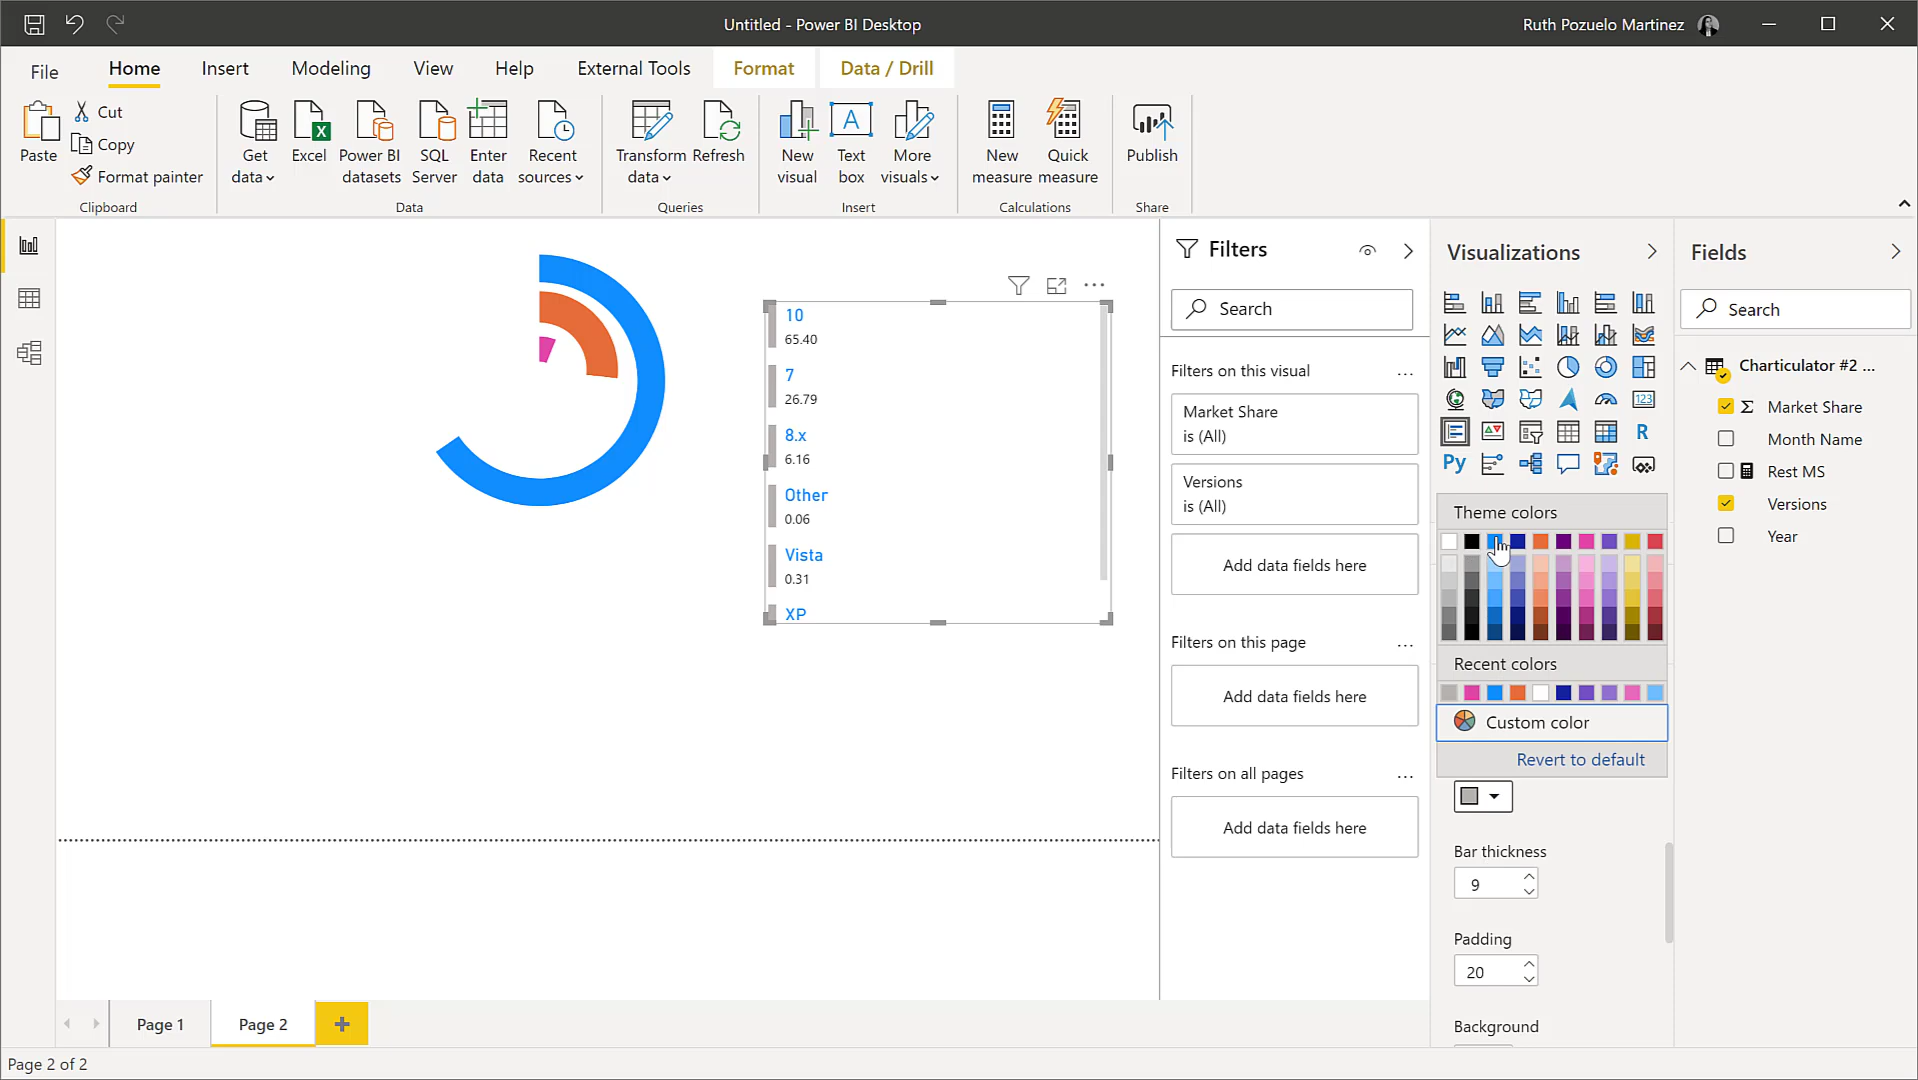 Untitled - Power BI Desktop
Ruth Pozuelo Martinez
File
Home
Insert
Modeling
View
Help
External Tools
Format
Data / Drill
Paste
Cut
Copy
Format painter
Clipboard
Get data
Excel
Power BI datasets
SQL Server
Enter data
Recent sources
Data
Transform data
Refresh
Queries
New visual
A
Text box
More visuals
Insert
New measure
Quick measure
Calculations
Publish
Share
10
65.40
7
26.79
8.x
6.16
Other
0.06
Vista
0.31
XP
Filters
Search
Filters on this visual
...
Market Share
is (All)
Versions
is (All)
Add data fields here
Filters on this page
...
Add data fields here
Filters on all pages
...
Add data fields here
Visualizations
123
R
Py
Theme colors
Recent colors
Custom color
Revert to default
Bar thickness
9
Padding
20
Background
Fields
Search
Charticulator #2 ...
Market Share
Month Name
Rest MS
Versions
Year
Page 1
Page 2
Page 2 of 2